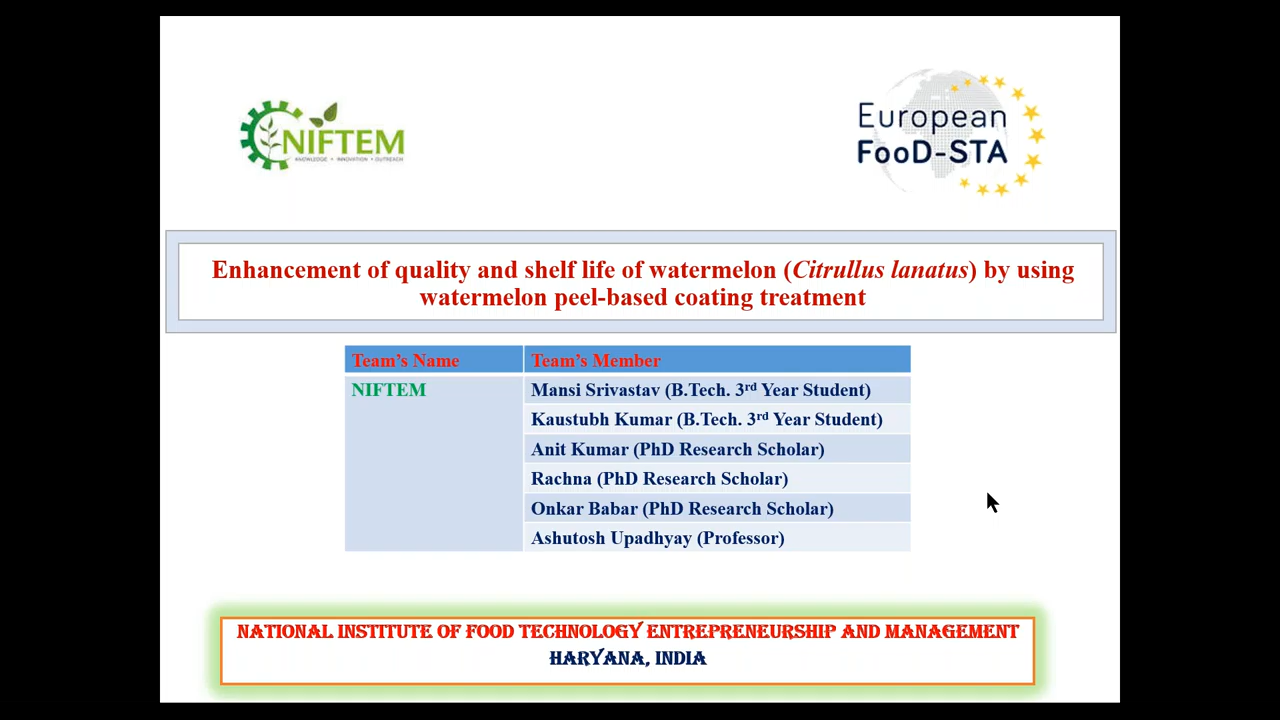 NIFTEM
KNOWLEDGE • INNOVATION • OUTREACH
European
FooD-STA
Enhancement of quality and shelf life of watermelon (Citrullus lanatus) by using
watermelon peel-based coating treatment
Team's Name Team's Member
NIFTEM Mansi Srivastav (B.Tech. 3rd Year Student)
Kaustubh Kumar (B.Tech. 3rd Year Student)
Anit Kumar (PhD Research Scholar)
Rachna (PhD Research Scholar)
Onkar Babar (PhD Research Scholar)
Ashutosh Upadhyay (Professor)
NATIONAL INSTITUTE OF FOOD TECHNOLOGY ENTREPRENEURSHIP AND MANAGEMENT
HARYANA, INDIA